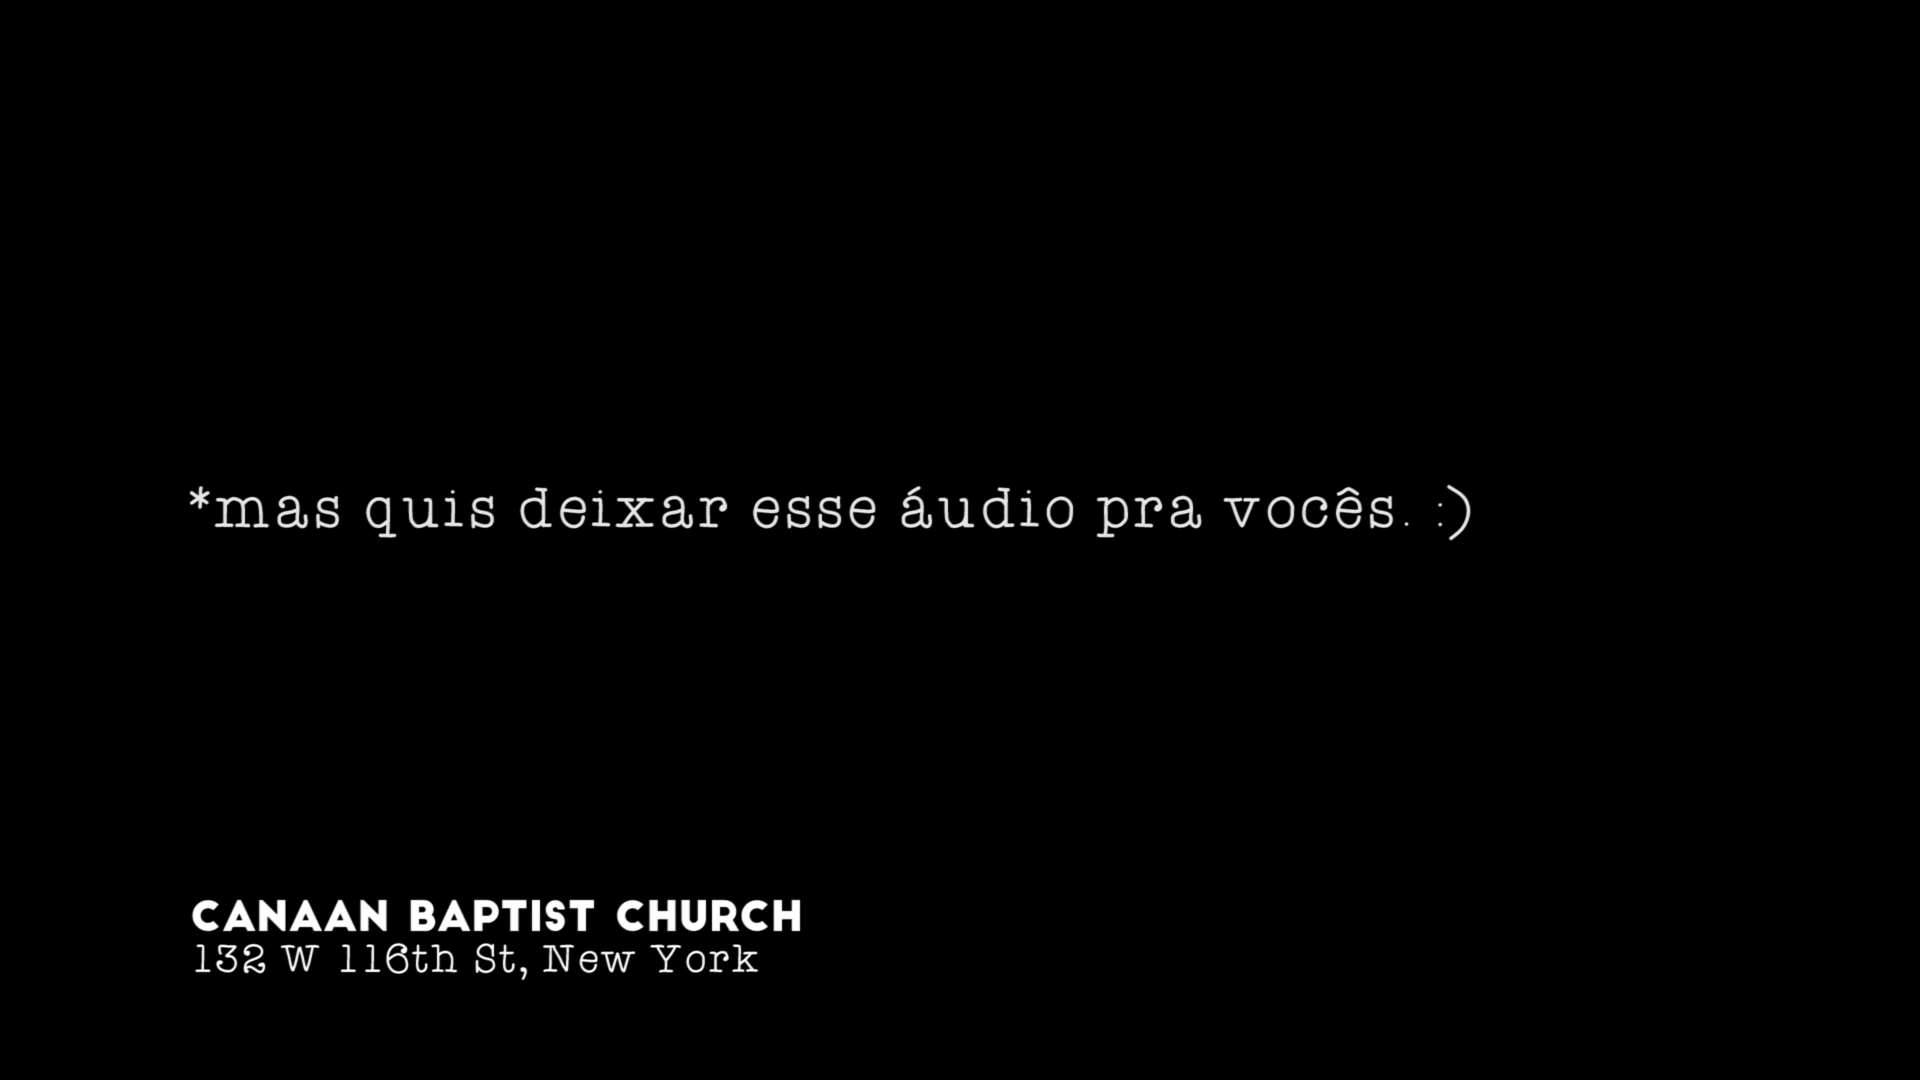 *mas quis deixar esse áudio pra vocês. :)
CANAAN BAPTIST CHURCH
132 W 116th St, New York